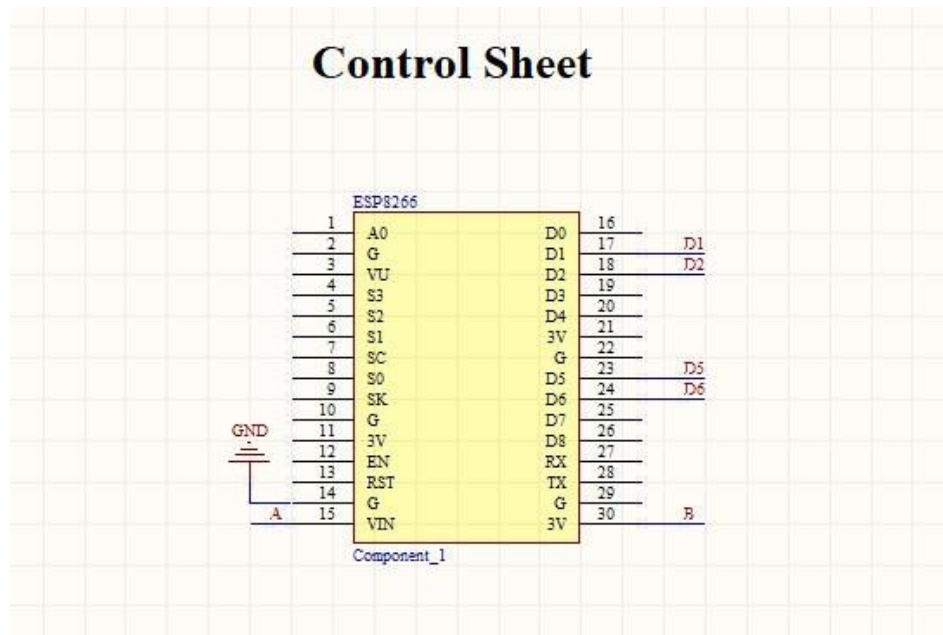 Control Sheet
ESP8266
1 A0 D0 16
2 G D1 17 D1
3 VU D2 18 D2
4 S3 D3 19
5 S2 D4 20
6 S1 3V 21
7 SC G 22
8 S0 D5 23 D5
9 SK D6 24 D6
10 G D7 25
GND 11 3V D8 26
12 EN RX 27
13 RST TX 28
14 G G 29
A 15 VIN 3V 30 B
Component_1